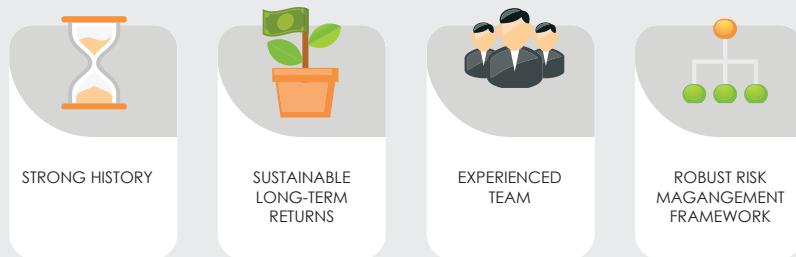 STRONG HISTORY
SUSTAINABLE
LONG-TERM
RETURNS
EXPERIENCED
TEAM
ROBUST RISK
MAGANGEMENT
FRAMEWORK